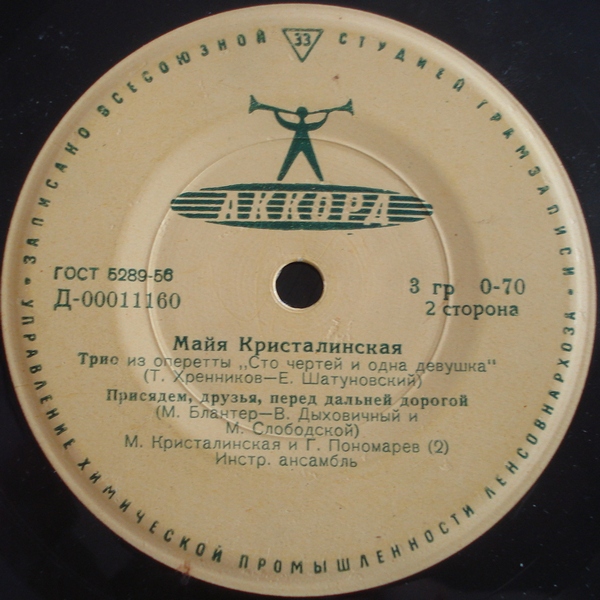 ЗАПИСАНО ВСЕСОЮЗНОЙ СТУДИЕЙ ГРАМЗАПИСИ
33
АККОРД
ГОСТ 5289-56
Д-00011160
3 гр 0-70
2 сторона
Майя Кристалинская
Трио из оперетты „Сто чертей и одна девушка"
(Т. Хренников—Е. Шатуновский)
Присядем, друзья, перед дальней дорогой
(М. Блантер—В. Дыховичный и
М. Слободской)
М. Кристалинская и Г. Пономарев (2)
Инстр. ансамбль
УПРАВЛЕНИЕ ХИМИЧЕСКОЙ ПРОМЫШЛЕННОСТИ ЛЕНСОВНАРХОЗА